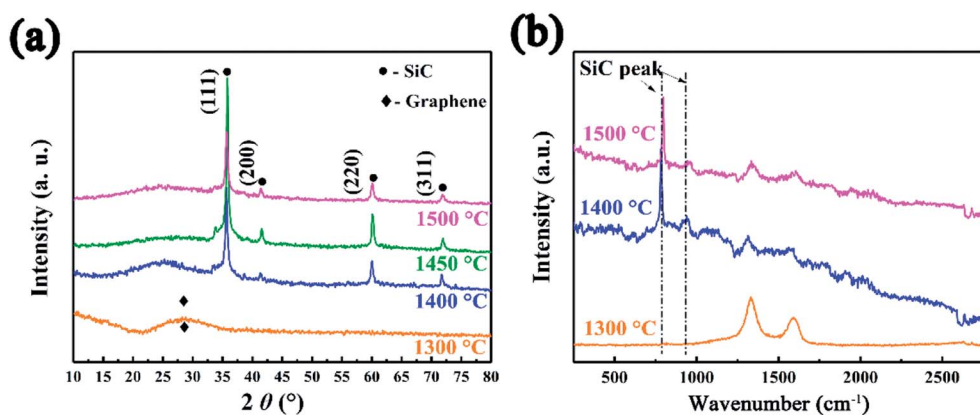 (a)
(111)
(200)
(220)
(311)
● - SiC
◆ - Graphene
1500 °C
1450 °C
1400 °C
1300 °C
10 15 20 25 30 35 40 45 50 55 60 65 70 75 80
2 θ (°)
Intensity (a. u.)
(b)
SiC peak
1500 °C
1400 °C
1300 °C
500 1000 1500 2000 2500
Wavenumber (cm⁻¹)
Intensity (a.u.)